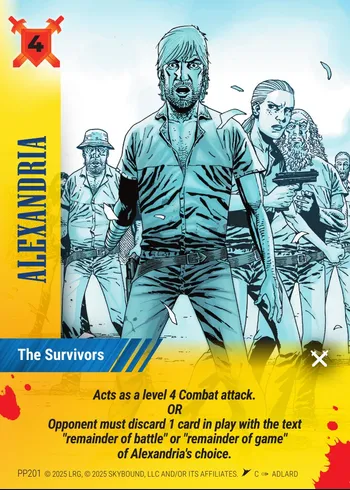 4
ALEXANDRIA
The Survivors
Acts as a level 4 Combat attack.
OR
Opponent must discard 1 card in play with the text
"remainder of battle" or "remainder of game"
of Alexandria's choice.
PP201 © 2025 LRG, © 2025 SKYBOUND, LLC AND/OR ITS AFFILIATES. C ADLARD